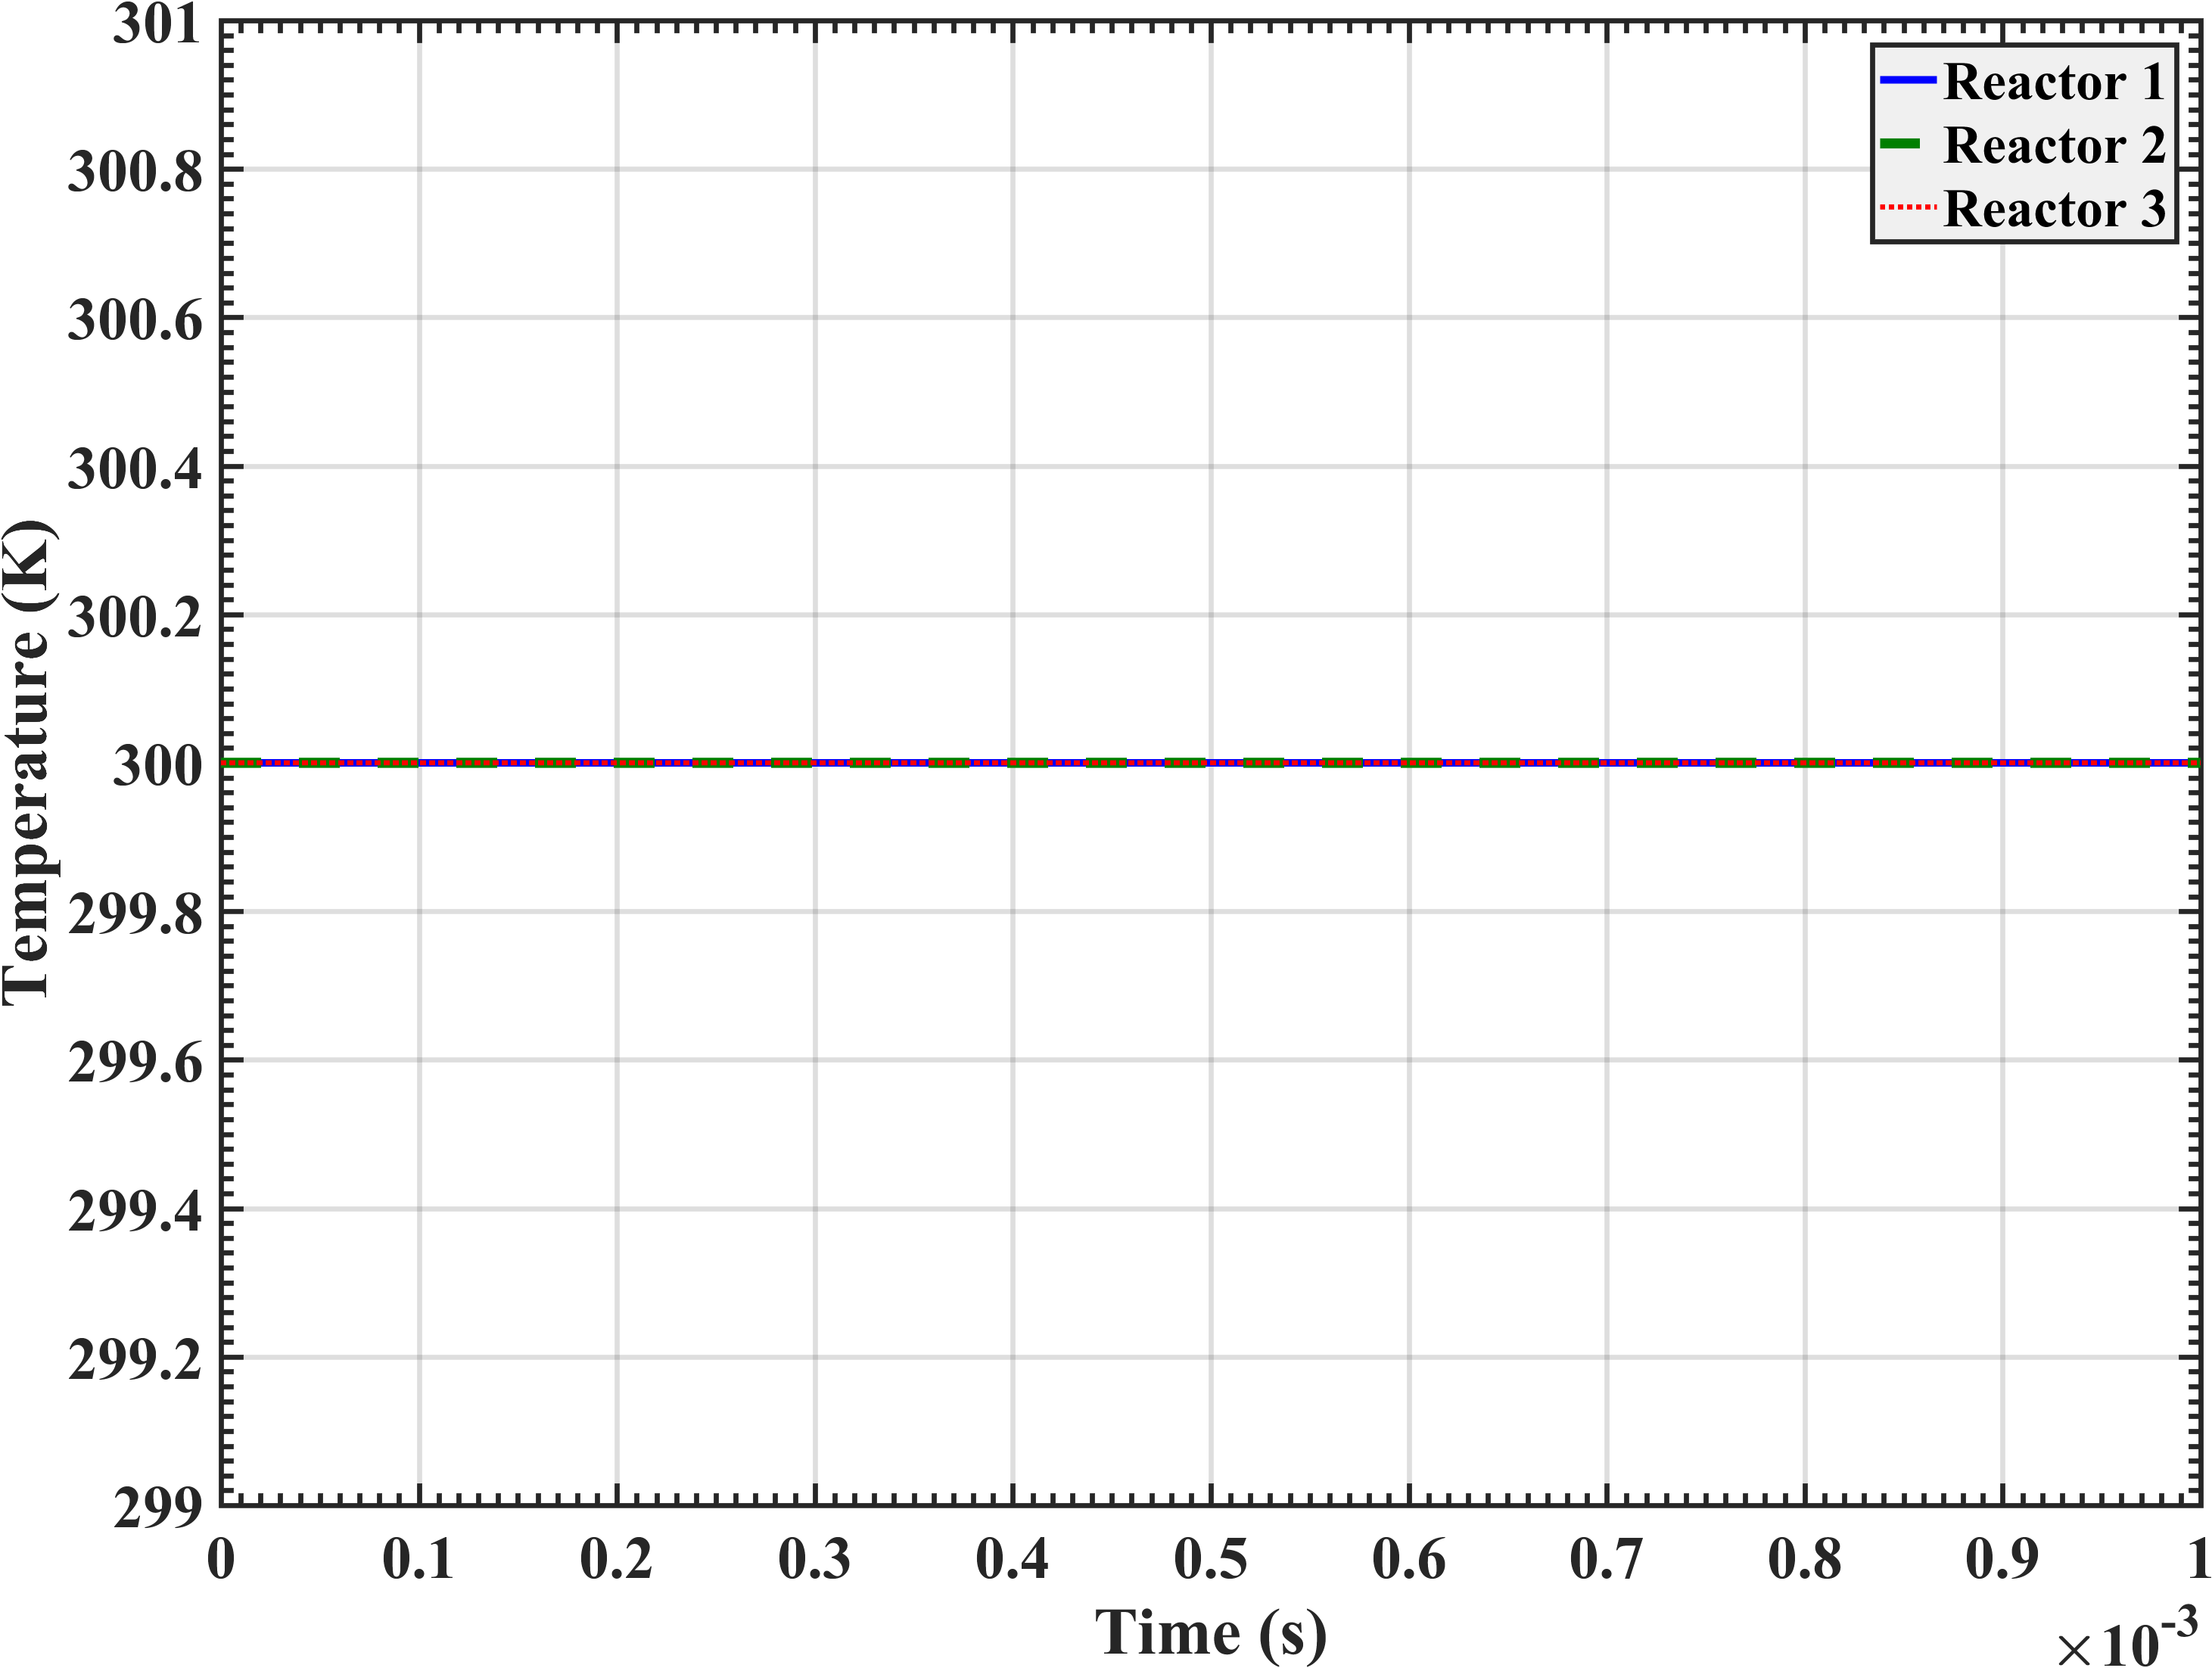 301
300.8
300.6
300.4
300.2
300
299.8
299.6
299.4
299.2
299
Temperature (K)
Reactor 1
Reactor 2
Reactor 3
0 0.1 0.2 0.3 0.4 0.5 0.6 0.7 0.8 0.9 1
Time (s)
×10⁻³